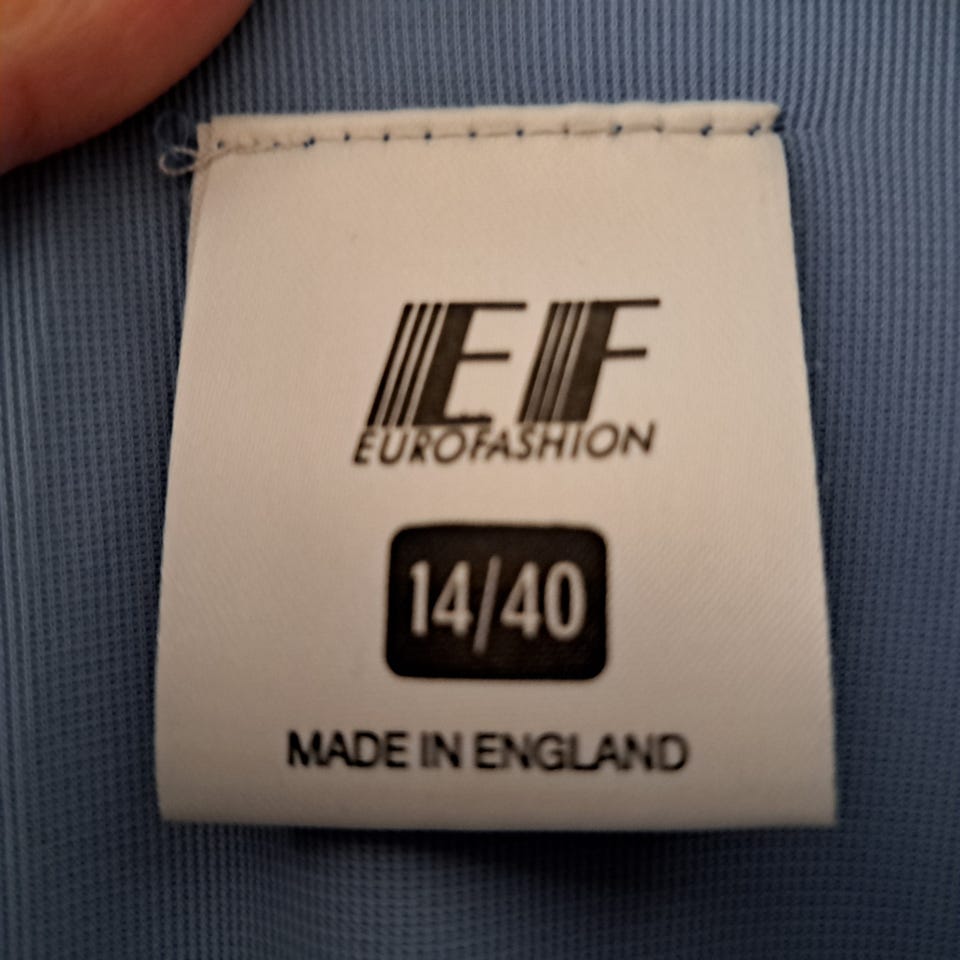 EF
EUROFASHION
14/40
MADE IN ENGLAND